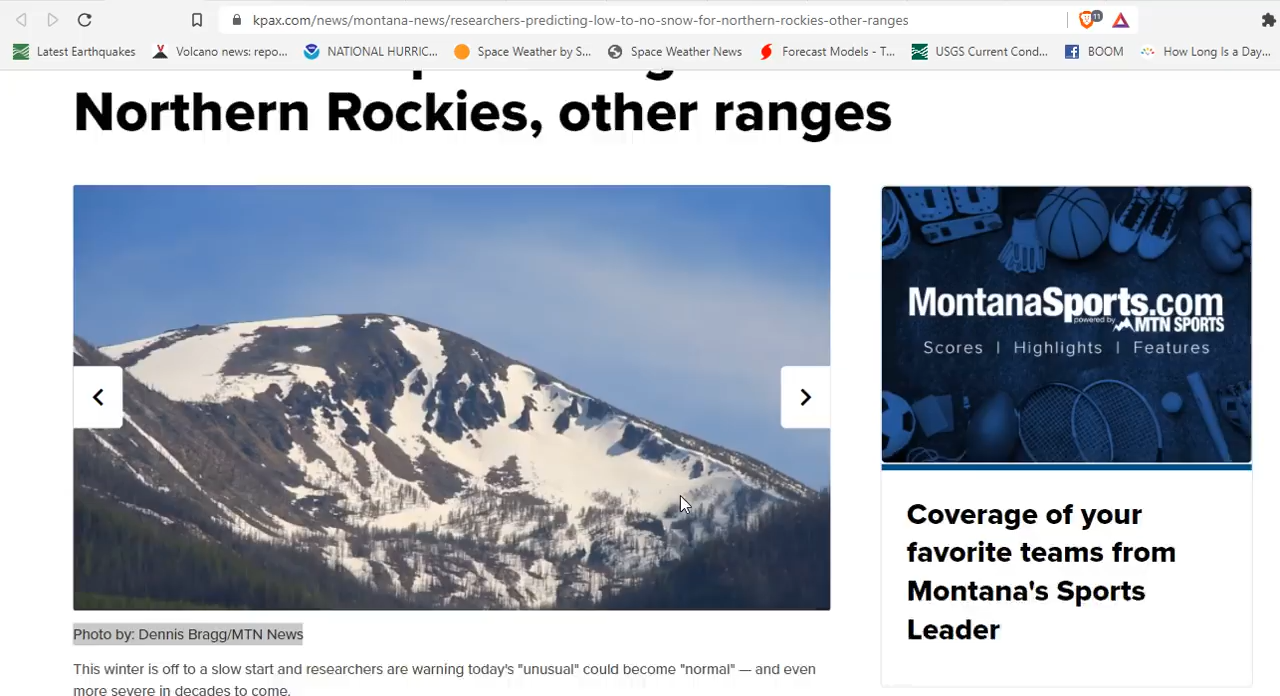 kpax.com/news/montana-news/researchers-predicting-low-to-no-snow-for-northern-rockies-other-ranges
11
Latest Earthquakes
Volcano news: repo...
NATIONAL HURRIC...
Space Weather by S...
Space Weather News
Forecast Models - T...
USGS Current Cond...
BOOM
How Long Is a Day...
Northern Rockies, other ranges
MontanaSports.com
powered by MTN SPORTS
Scores | Highlights | Features
Coverage of your
favorite teams from
Montana's Sports
Leader
Photo by: Dennis Bragg/MTN News
This winter is off to a slow start and researchers are warning today's "unusual" could become "normal" — and even
more severe in decades to come.